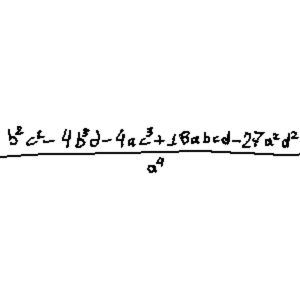 b²c² - 4b³d - 4ac³ + 18abcd - 27a²d²
a⁴